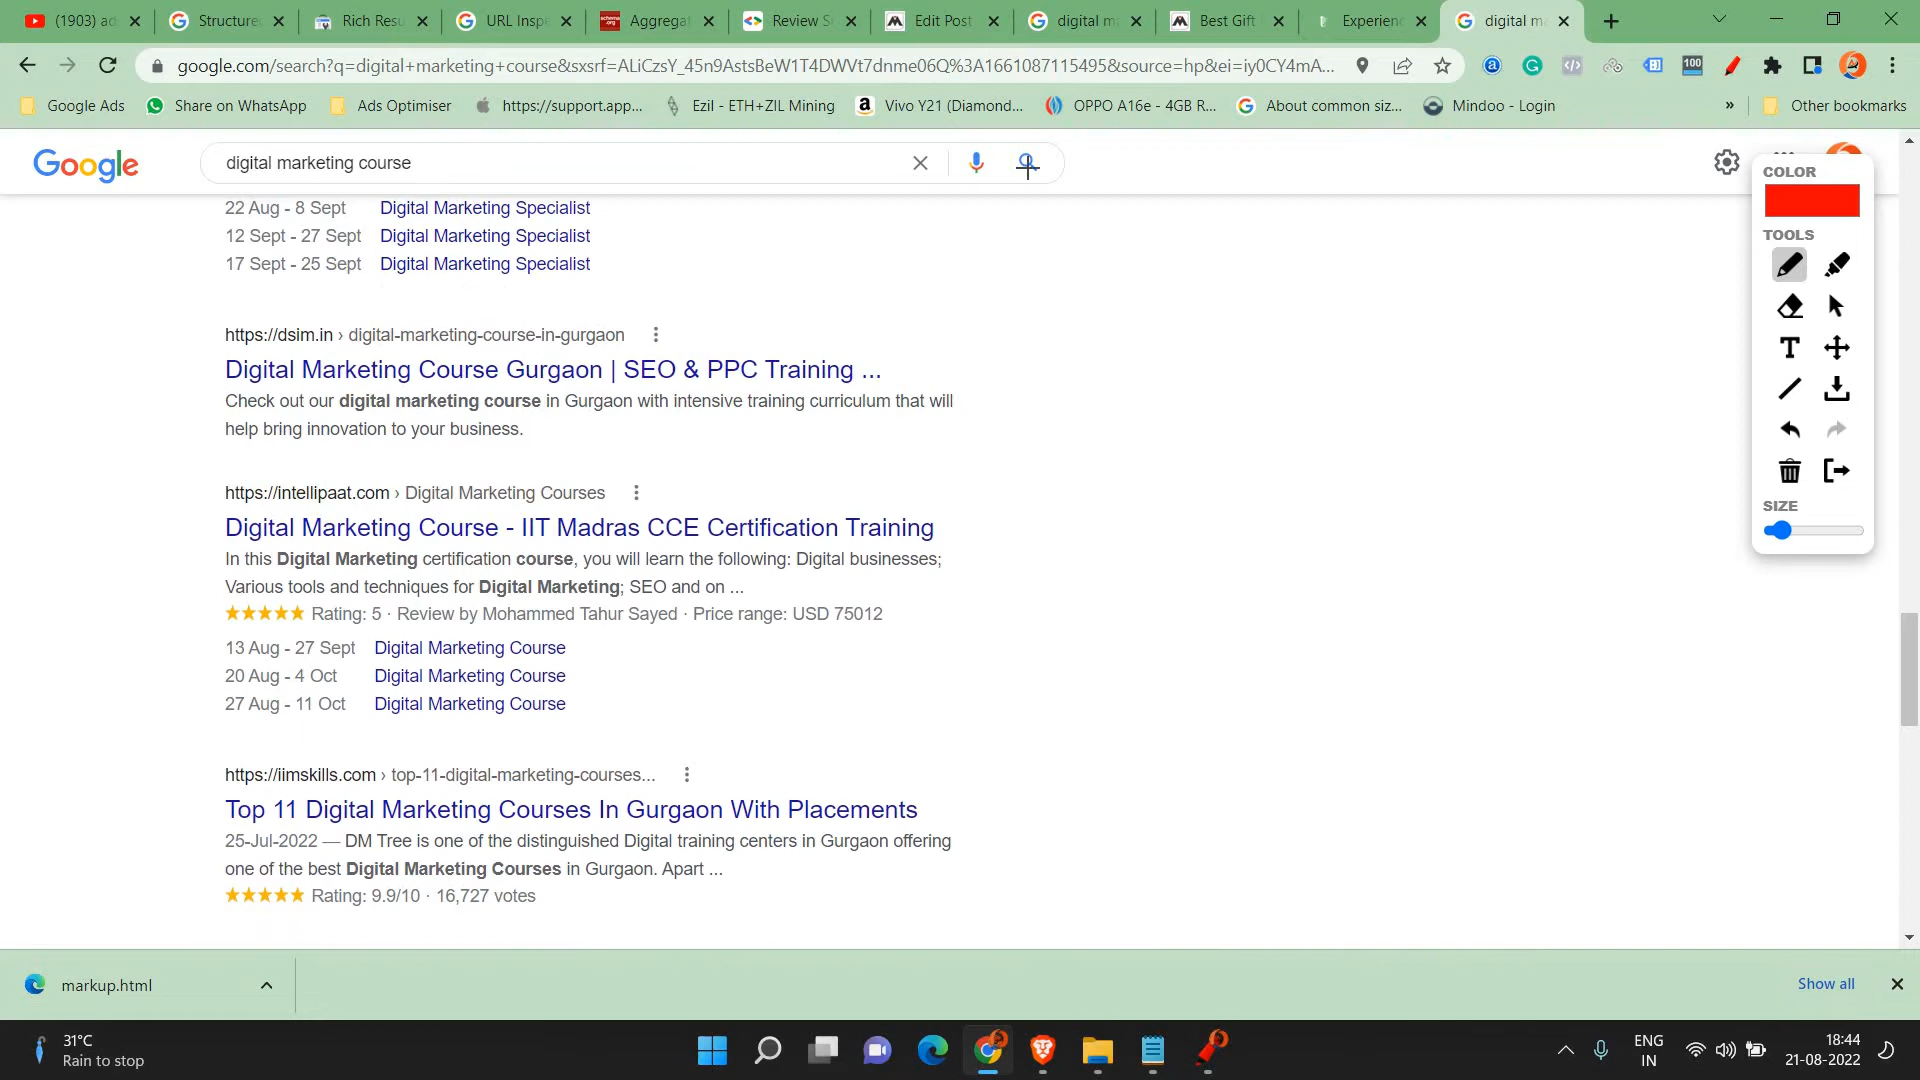 (1903) ad
Structure
Rich Resu
URL Inspe
Aggregat
Review S
Edit Post
digital m
Best Gift
Experienc
digital m
google.com/search?q=digital+marketing+course&sxsrf=ALiCzsY_45n9AstsBeW1T4DWVt7dnme06Q%3A1661087115495&source=hp&ei=iy0CY4mA...
100
Google Ads
Share on WhatsApp
Ads Optimiser
https://support.app...
Ezil - ETH+ZIL Mining
Vivo Y21 (Diamond...
OPPO A16e - 4GB R...
About common siz...
Mindoo - Login
»
Other bookmarks
Google
digital marketing course
COLOR
TOOLS
T
SIZE
22 Aug - 8 Sept Digital Marketing Specialist
12 Sept - 27 Sept Digital Marketing Specialist
17 Sept - 25 Sept Digital Marketing Specialist
https://dsim.in › digital-marketing-course-in-gurgaon
Digital Marketing Course Gurgaon | SEO & PPC Training ...
Check out our digital marketing course in Gurgaon with intensive training curriculum that will
help bring innovation to your business.
https://intellipaat.com › Digital Marketing Courses
Digital Marketing Course - IIT Madras CCE Certification Training
In this Digital Marketing certification course, you will learn the following: Digital businesses;
Various tools and techniques for Digital Marketing; SEO and on ...
Rating: 5 · Review by Mohammed Tahur Sayed · Price range: USD 75012
13 Aug - 27 Sept Digital Marketing Course
20 Aug - 4 Oct Digital Marketing Course
27 Aug - 11 Oct Digital Marketing Course
https://iimskills.com › top-11-digital-marketing-courses...
Top 11 Digital Marketing Courses In Gurgaon With Placements
25-Jul-2022 — DM Tree is one of the distinguished Digital training centers in Gurgaon offering
one of the best Digital Marketing Courses in Gurgaon. Apart ...
Rating: 9.9/10 · 16,727 votes
markup.html
Show all
31°C
Rain to stop
ENG
IN
18:44
21-08-2022